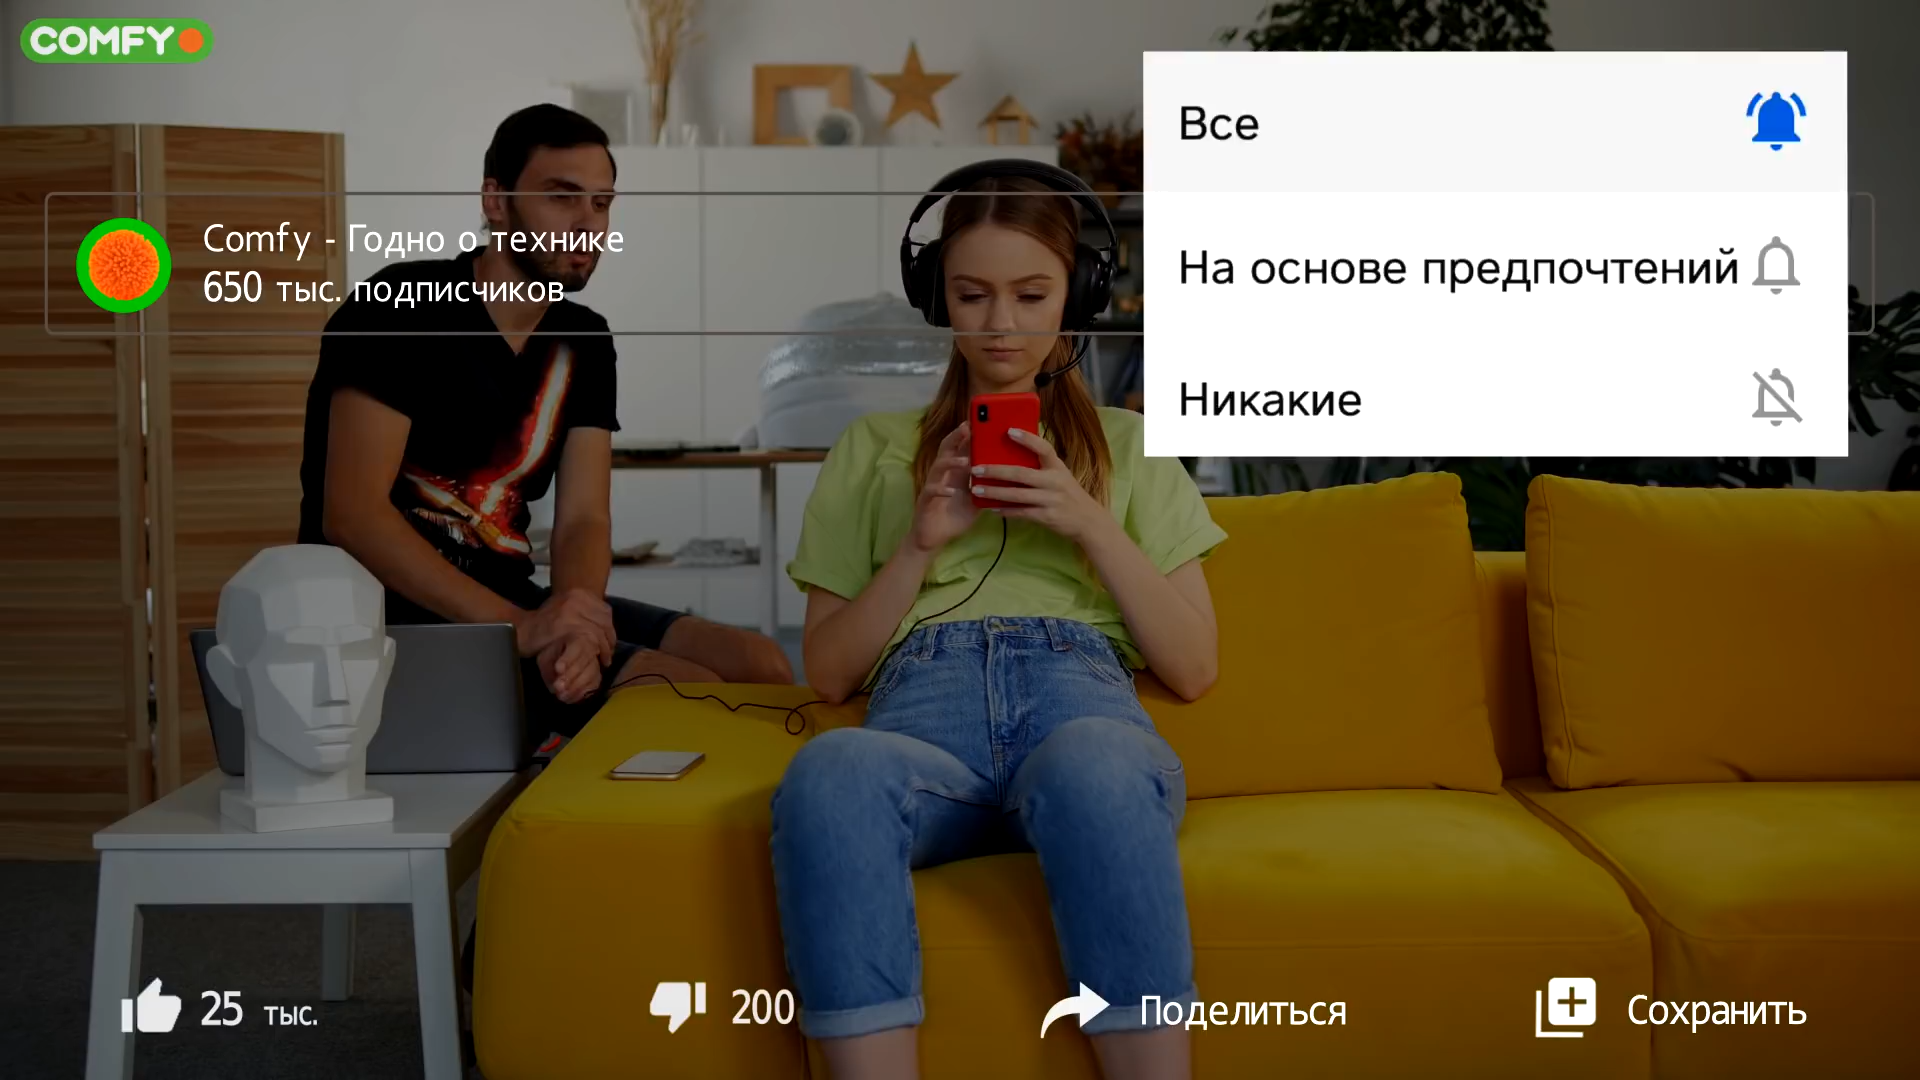 COMFY
Все
На основе предпочтений
Никакие
Comfy - Годно о технике
650 тыс. подписчиков
25 тыс.
200
Поделиться
Сохранить